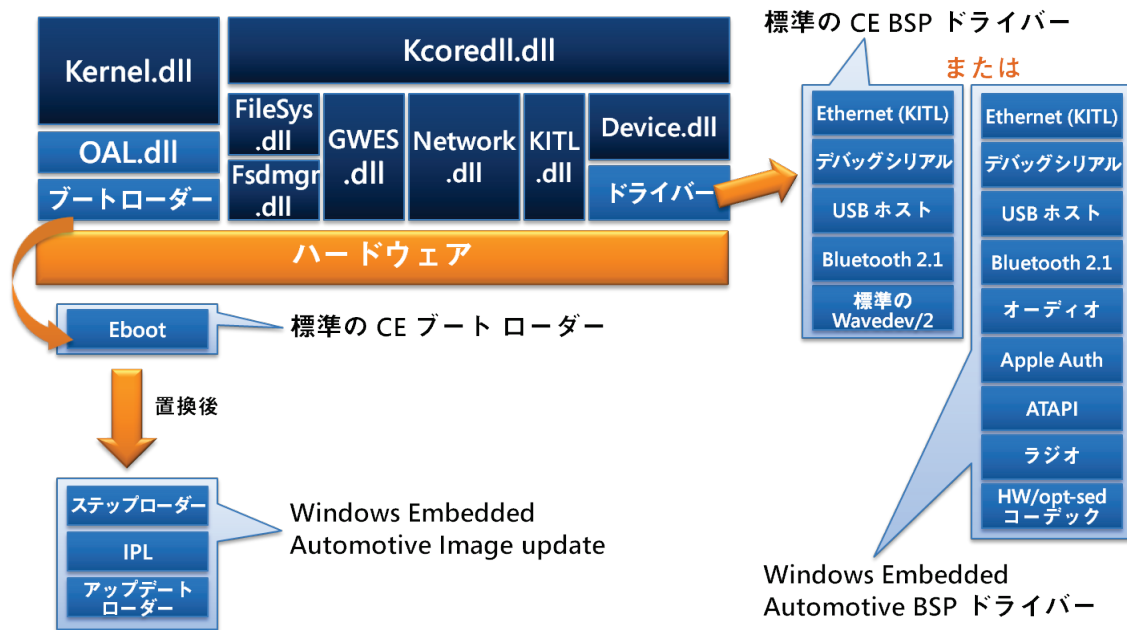 Kernel.dll
OAL.dll
ブートローダー
Kcoredll.dll
FileSys
.dll
Fsdmgr
.dll
GWES
.dll
Network
.dll
KITL
.dll
Device.dll
ドライバー
ハードウェア
Eboot
標準の CE ブート ローダー
置換後
ステップローダー
IPL
アップデート
ローダー
Windows Embedded
Automotive Image update
標準の CE BSP ドライバー
または
Ethernet (KITL)
デバッグシリアル
USB ホスト
Bluetooth 2.1
標準の
Wavedev/2
Ethernet (KITL)
デバッグシリアル
USB ホスト
Bluetooth 2.1
オーディオ
Apple Auth
ATAPI
ラジオ
HW/opt-sed
コーデック
Windows Embedded
Automotive BSP ドライバー